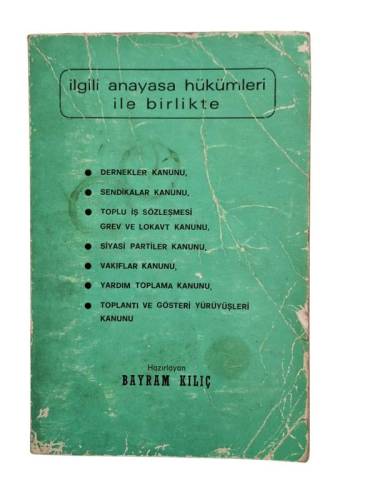 ilgili anayasa hükümleri
ile birlikte
● DERNEKLER KANUNU,
● SENDİKALAR KANUNU,
● TOPLU İŞ SÖZLEŞMESİ
GREV VE LOKAVT KANUNU,
● SİYASİ PARTİLER KANUNU,
● VAKIFLAR KANUNU,
● YARDIM TOPLAMA KANUNU,
● TOPLANTI VE GÖSTERİ YÜRÜYÜŞLERİ
KANUNU
Hazırlayan
BAYRAM KILIÇ